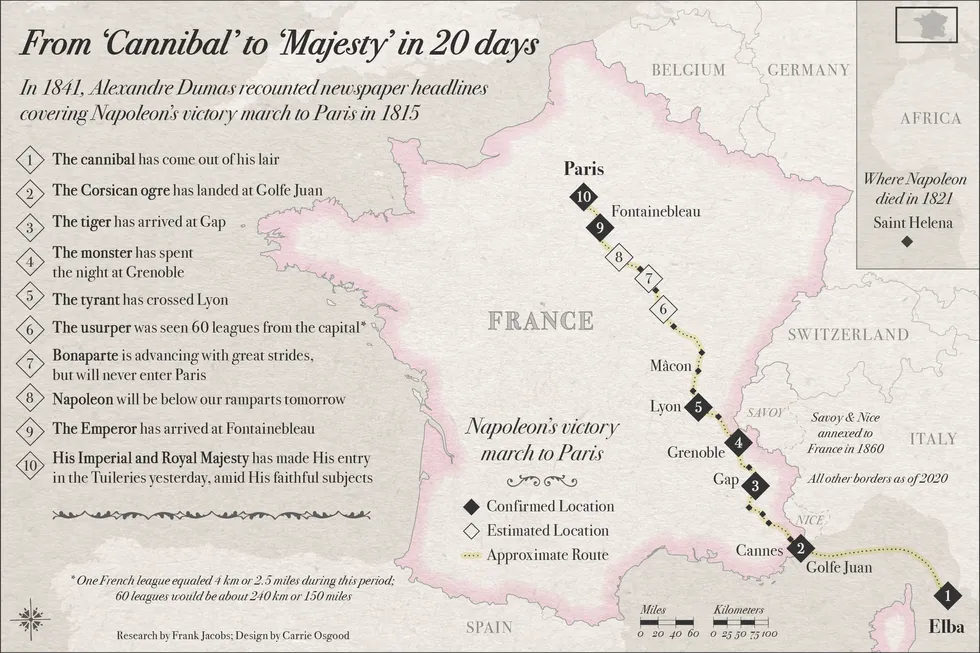 From ‘Cannibal’ to ‘Majesty’ in 20 days
In 1841, Alexandre Dumas recounted newspaper headlines
covering Napoleon’s victory march to Paris in 1815
1 The cannibal has come out of his lair
2 The Corsican ogre has landed at Golfe Juan
3 The tiger has arrived at Gap
4 The monster has spent
the night at Grenoble
5 The tyrant has crossed Lyon
6 The usurper was seen 60 leagues from the capital*
7 Bonaparte is advancing with great strides,
but will never enter Paris
8 Napoleon will be below our ramparts tomorrow
9 The Emperor has arrived at Fontainebleau
10 His Imperial and Royal Majesty has made His entry
in the Tuileries yesterday, amid His faithful subjects
*One French league equaled 4 km or 2.5 miles during this period;
60 leagues would be about 240 km or 150 miles
Research by Frank Jacobs; Design by Carrie Osgood
BELGIUM
GERMANY
Paris
10
Fontainebleau
9
8
7
6
FRANCE
SWITZERLAND
Mâcon
Lyon
5
SAVOY
Savoy & Nice
annexed to
France in 1860
ITALY
All other borders as of 2020
4
Grenoble
Gap
3
NICE
2
Cannes
Golfe Juan
1
Elba
SPAIN
Napoleon’s victory
march to Paris
Confirmed Location
Estimated Location
Approximate Route
Miles
0 20 40 60
Kilometers
0 25 50 75 100
AFRICA
Where Napoleon
died in 1821
Saint Helena